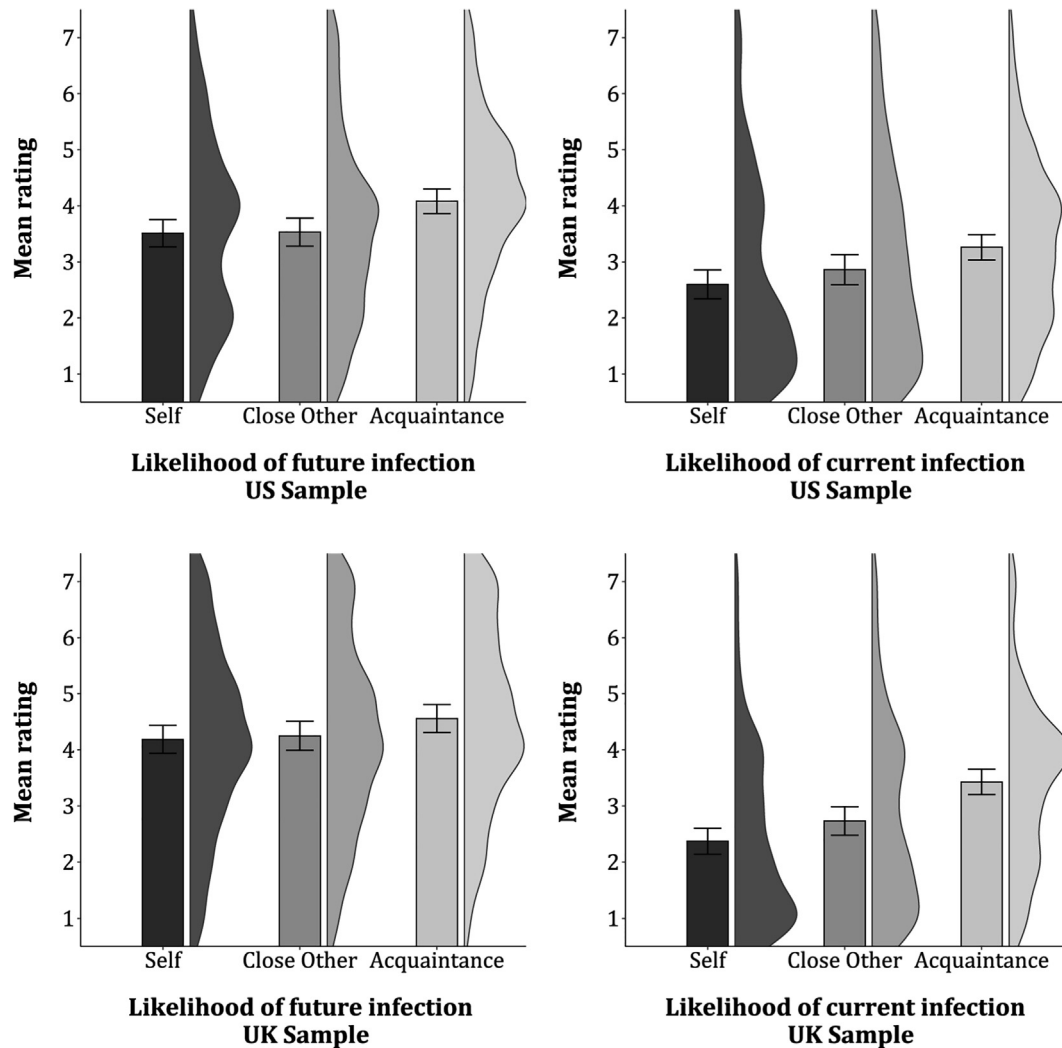 Mean rating
7
6
5
4
3
2
1
Self Close Other Acquaintance
Likelihood of future infection
US Sample
Mean rating
7
6
5
4
3
2
1
Self Close Other Acquaintance
Likelihood of current infection
US Sample
Mean rating
7
6
5
4
3
2
1
Self Close Other Acquaintance
Likelihood of future infection
UK Sample
Mean rating
7
6
5
4
3
2
1
Self Close Other Acquaintance
Likelihood of current infection
UK Sample